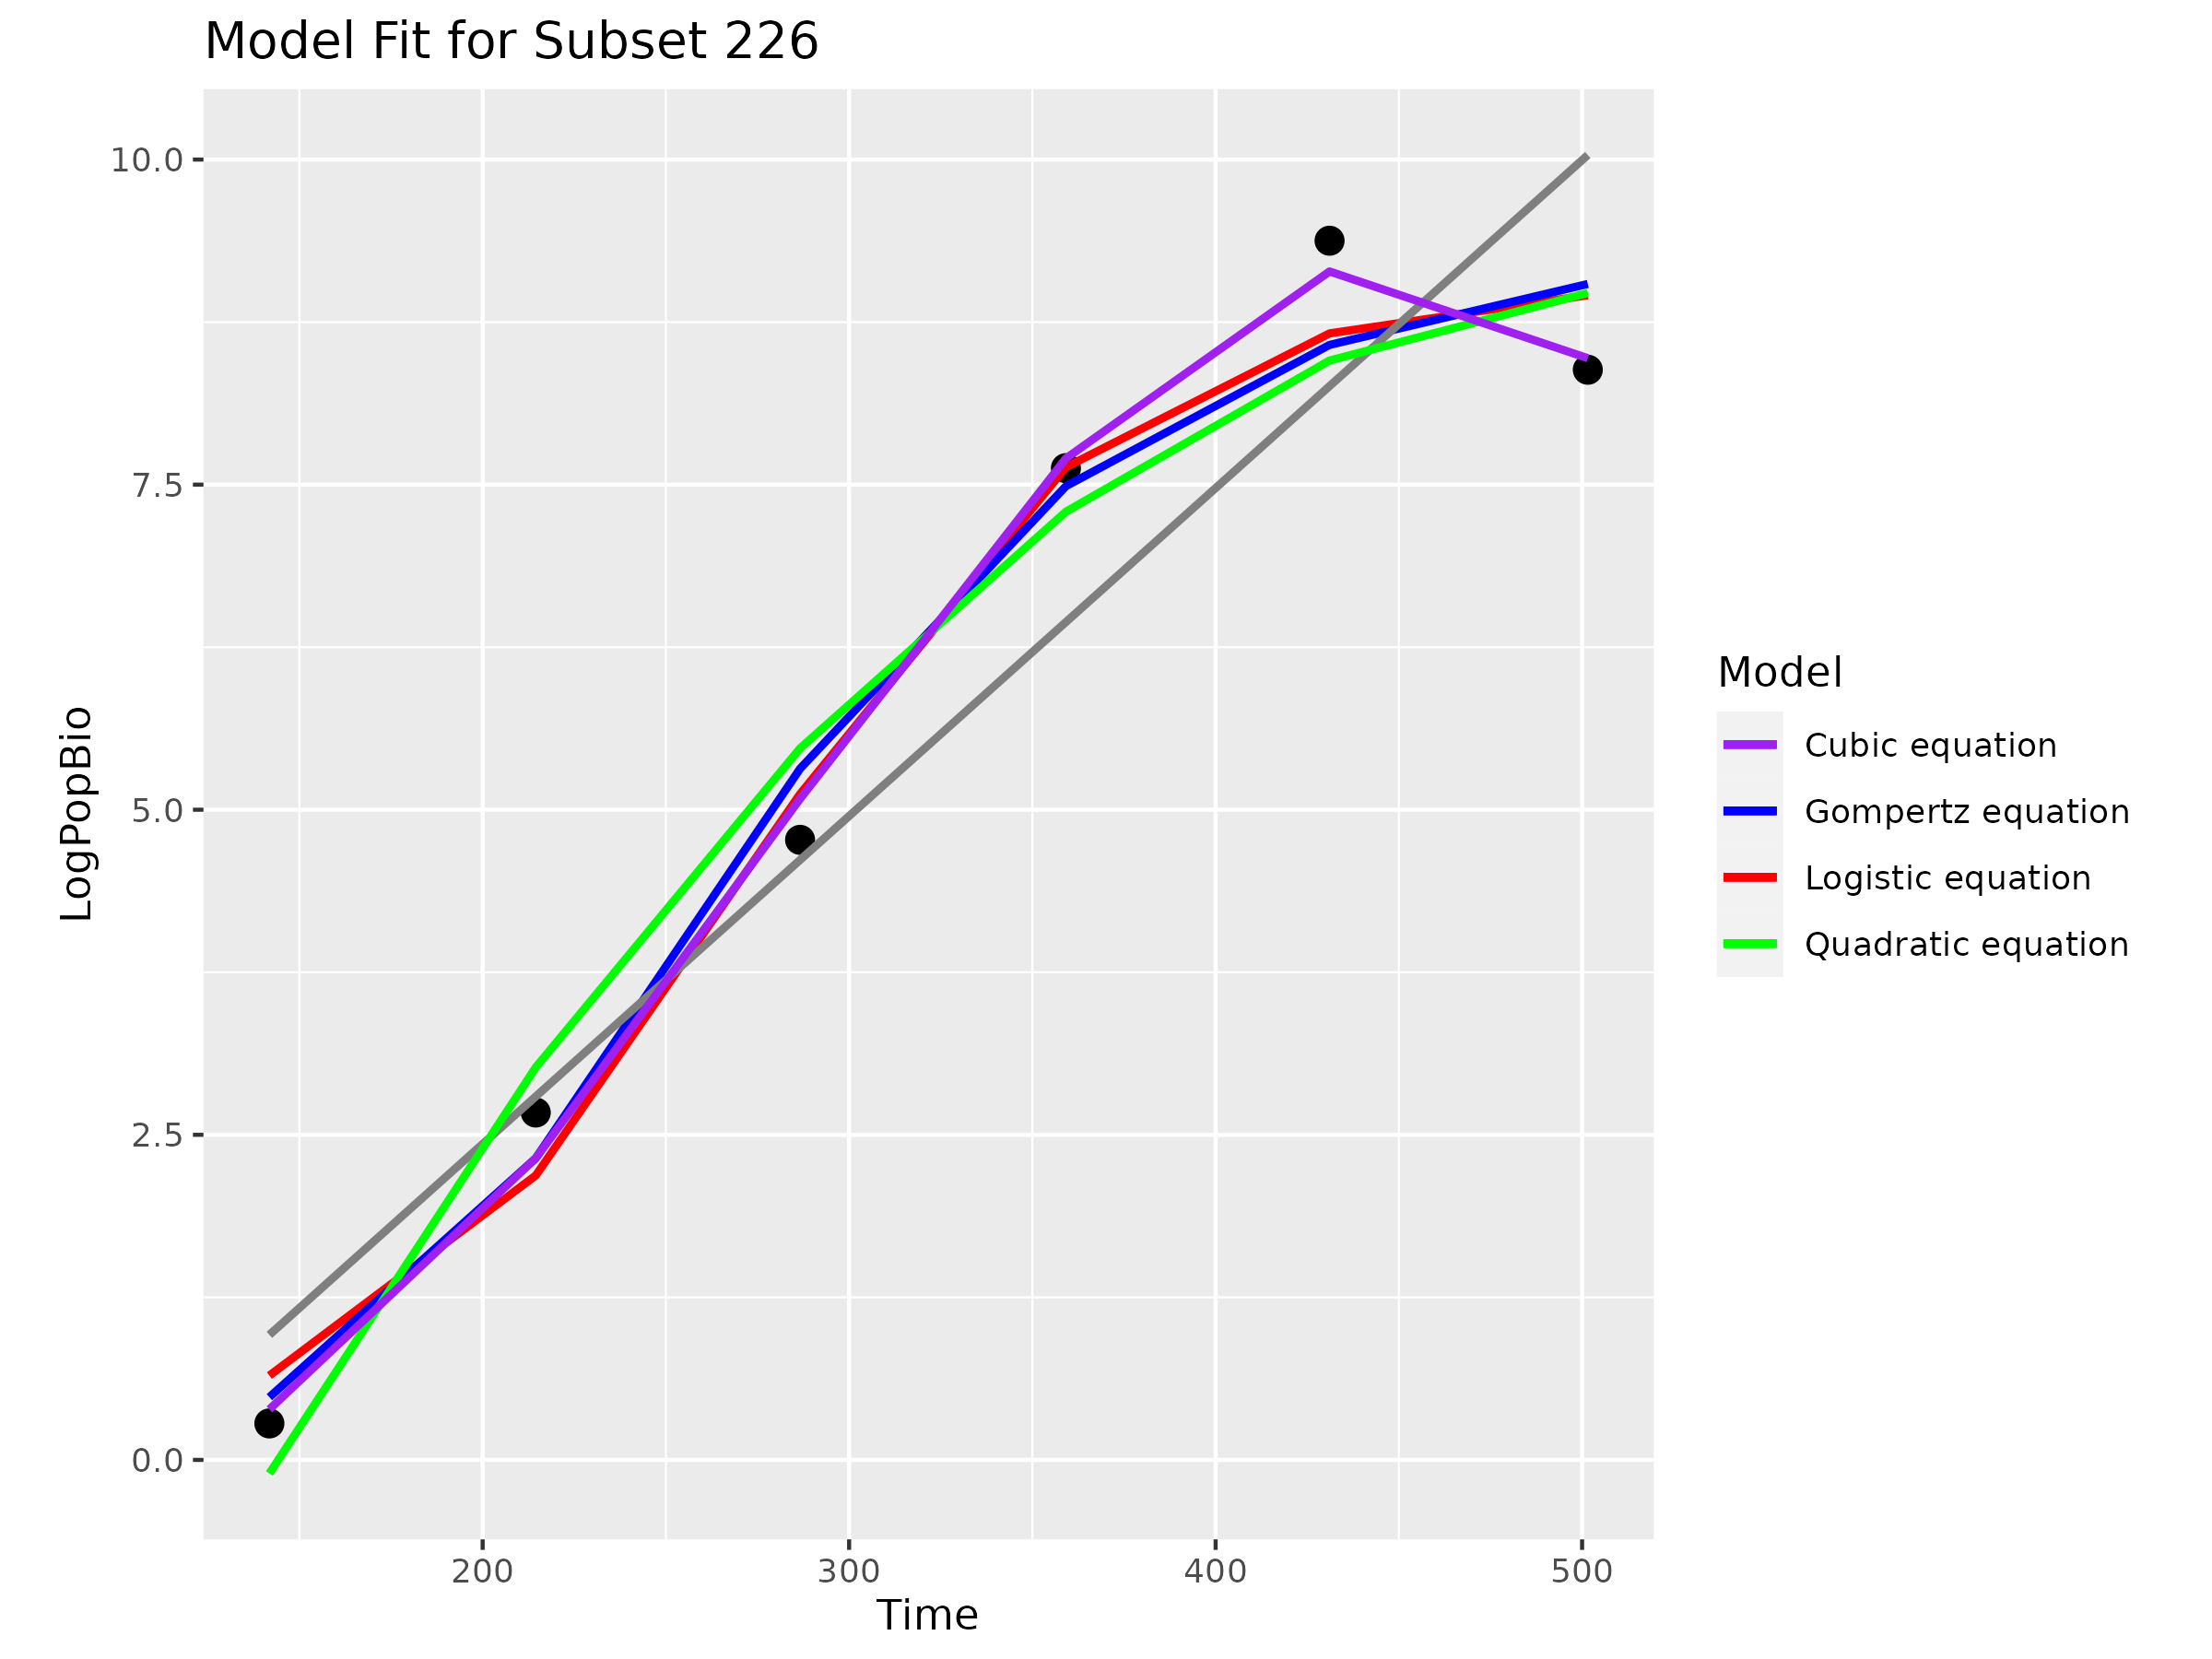 Model Fit for Subset 226
10.0
7.5
5.0
2.5
0.0
LogPopBio
200 300 400 500
Time
Model
Cubic equation
Gompertz equation
Logistic equation
Quadratic equation